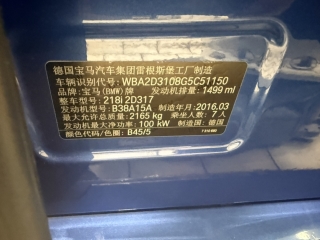 德国宝马汽车集团雷根斯堡工厂制造
车辆识别代号: WBA2D3108G5C51150
品牌: 宝马(BMW)牌 发动机排量: 1499 ml
整车型号: 218i 2D317
发动机型号: B38A15A 制造年月: 2016.03
最大允许总质量: 2165 kg 乘坐人数: 7 人
发动机最大净功率: 100 kW 制造国: 德国
颜色代码/色圈: B45/5